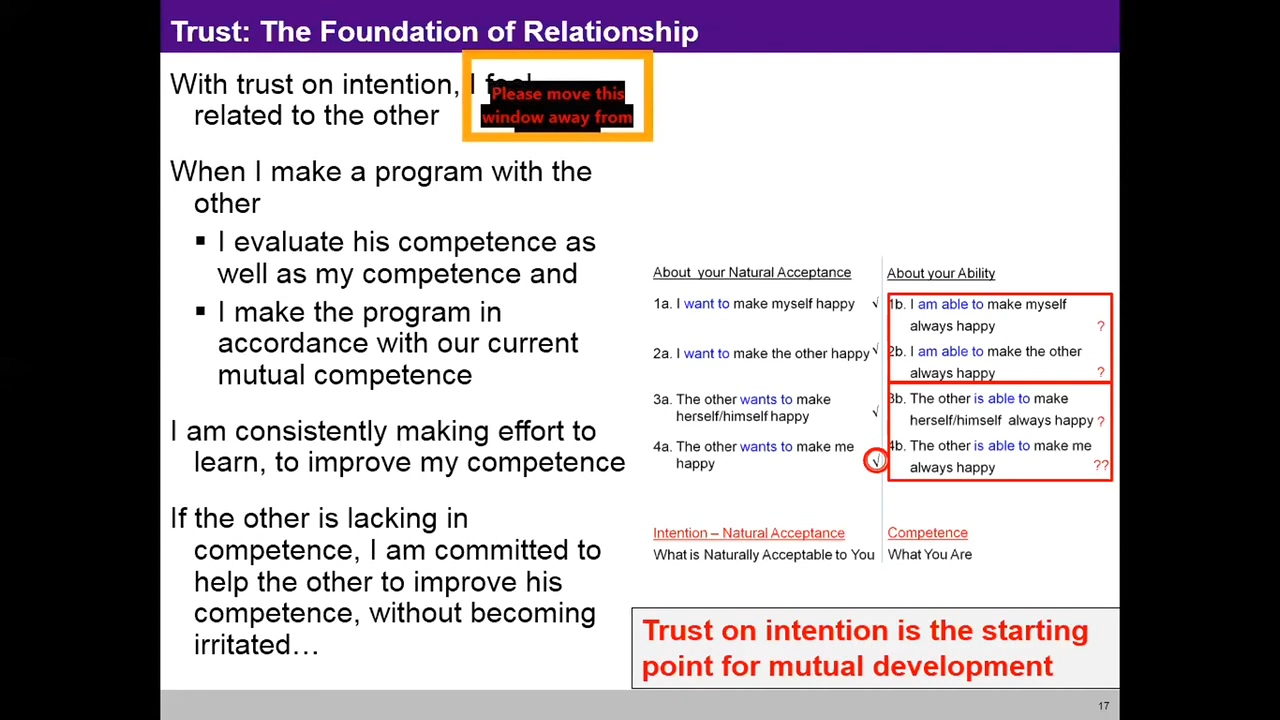 Trust: The Foundation of Relationship
With trust on intention, I feel
related to the other
Please move this
window away from
When I make a program with the
other
▪ I evaluate his competence as
well as my competence and
▪ I make the program in
accordance with our current
mutual competence
I am consistently making effort to
learn, to improve my competence
If the other is lacking in
competence, I am committed to
help the other to improve his
competence, without becoming
irritated…
About your Natural Acceptance
1a. I want to make myself happy √
2a. I want to make the other happy √
3a. The other wants to make
herself/himself happy √
4a. The other wants to make me
happy √
Intention – Natural Acceptance
What is Naturally Acceptable to You
About your Ability
1b. I am able to make myself
always happy ?
2b. I am able to make the other
always happy ?
3b. The other is able to make
herself/himself always happy ?
4b. The other is able to make me
always happy ??
Competence
What You Are
Trust on intention is the starting
point for mutual development
17